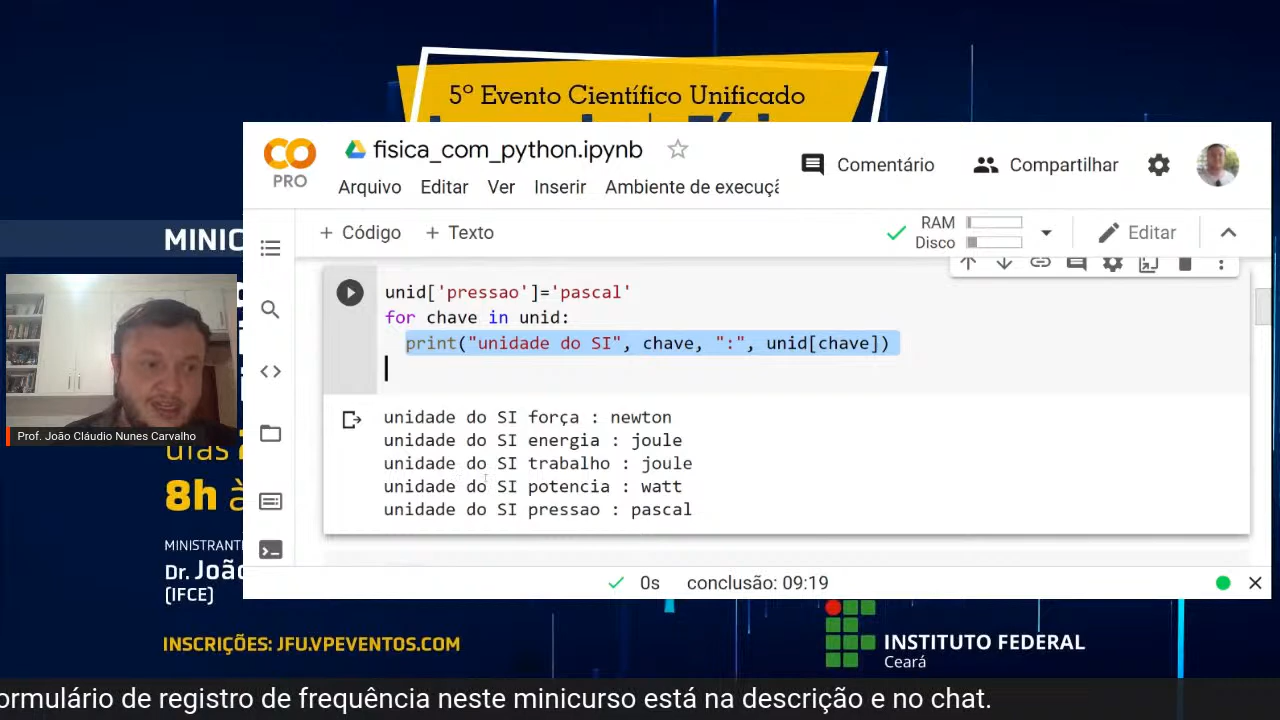 5º Evento Científico Unificado
CO
PRO
fisica_com_python.ipynb
Comentário
Compartilhar
Arquivo Editar Ver Inserir Ambiente de execuçã
+ Código + Texto
RAM
Disco
Editar
MINIC
unid['pressao']='pascal'
for chave in unid:
print("unidade do SI", chave, ":", unid[chave])
unidade do SI força : newton
unidade do SI energia : joule
unidade do SI trabalho : joule
unidade do SI potencia : watt
unidade do SI pressao : pascal
Prof. João Cláudio Nunes Carvalho
dias 2
8h à
MINISTRANT
Dr. Joã
(IFCE)
0s conclusão: 09:19
INSCRIÇÕES: JFU.VPEVENTOS.COM
INSTITUTO FEDERAL
Ceará
ormulário de registro de frequência neste minicurso está na descrição e no chat.